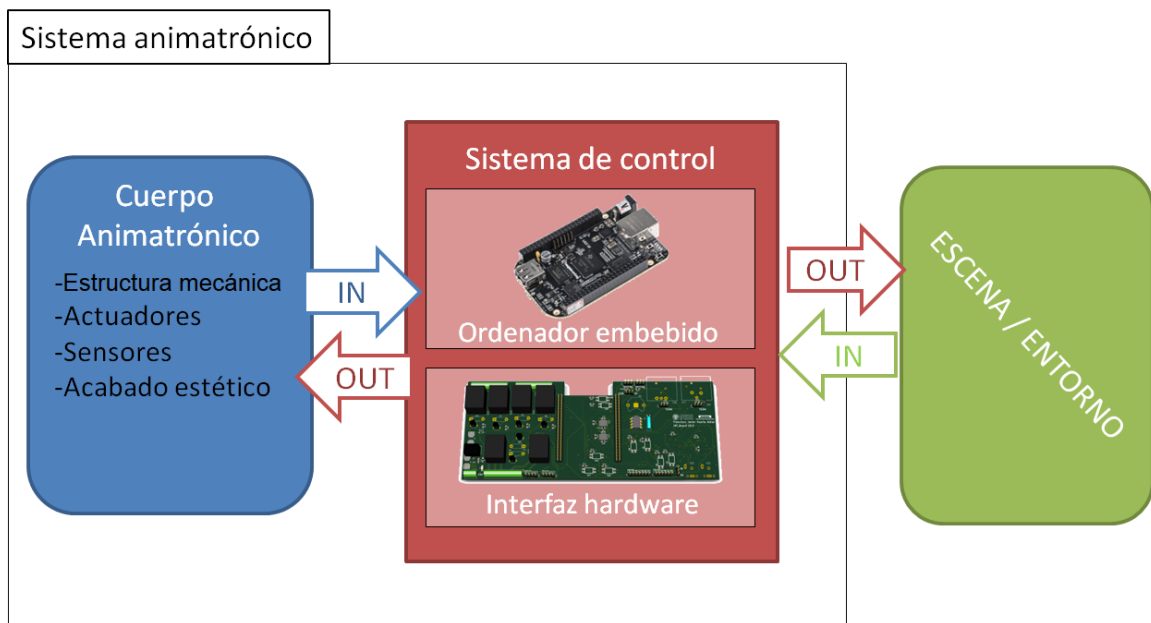 Sistema animatrónico
Cuerpo
Animatrónico
-Estructura mecánica
-Actuadores
-Sensores
-Acabado estético
IN
OUT
Sistema de control
Ordenador embebido
Interfaz hardware
OUT
IN
ESCENA / ENTORNO